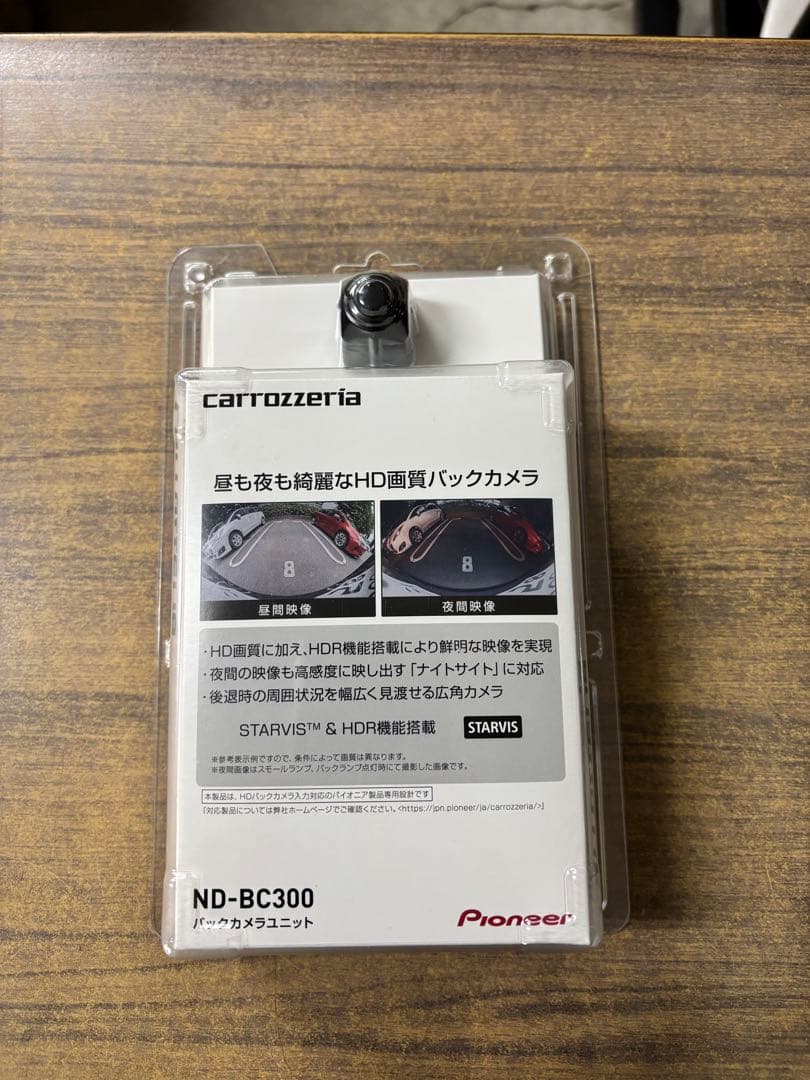 carrozzeria
昼も夜も綺麗なHD画質バックカメラ
昼間映像
夜間映像
・HD画質に加え、HDR機能搭載により鮮明な映像を実現
・夜間の映像も高感度に映し出す「ナイトサイト」に対応
・後退時の周囲状況を幅広く見渡せる広角カメラ
STARVIS™ & HDR機能搭載
STARVIS
※参考表示例ですので、条件によって画質は異なります。
※夜間画像はスモールランプ、バックランプ点灯時にて撮影した画像です。
本製品は、HDバックカメラ入力対応のパイオニア製品専用設計です
「対応製品については弊社ホームページでご確認ください。<https://jpn.pioneer/ja/carrozzeria/>」
ND-BC300
バックカメラユニット
Pioneer